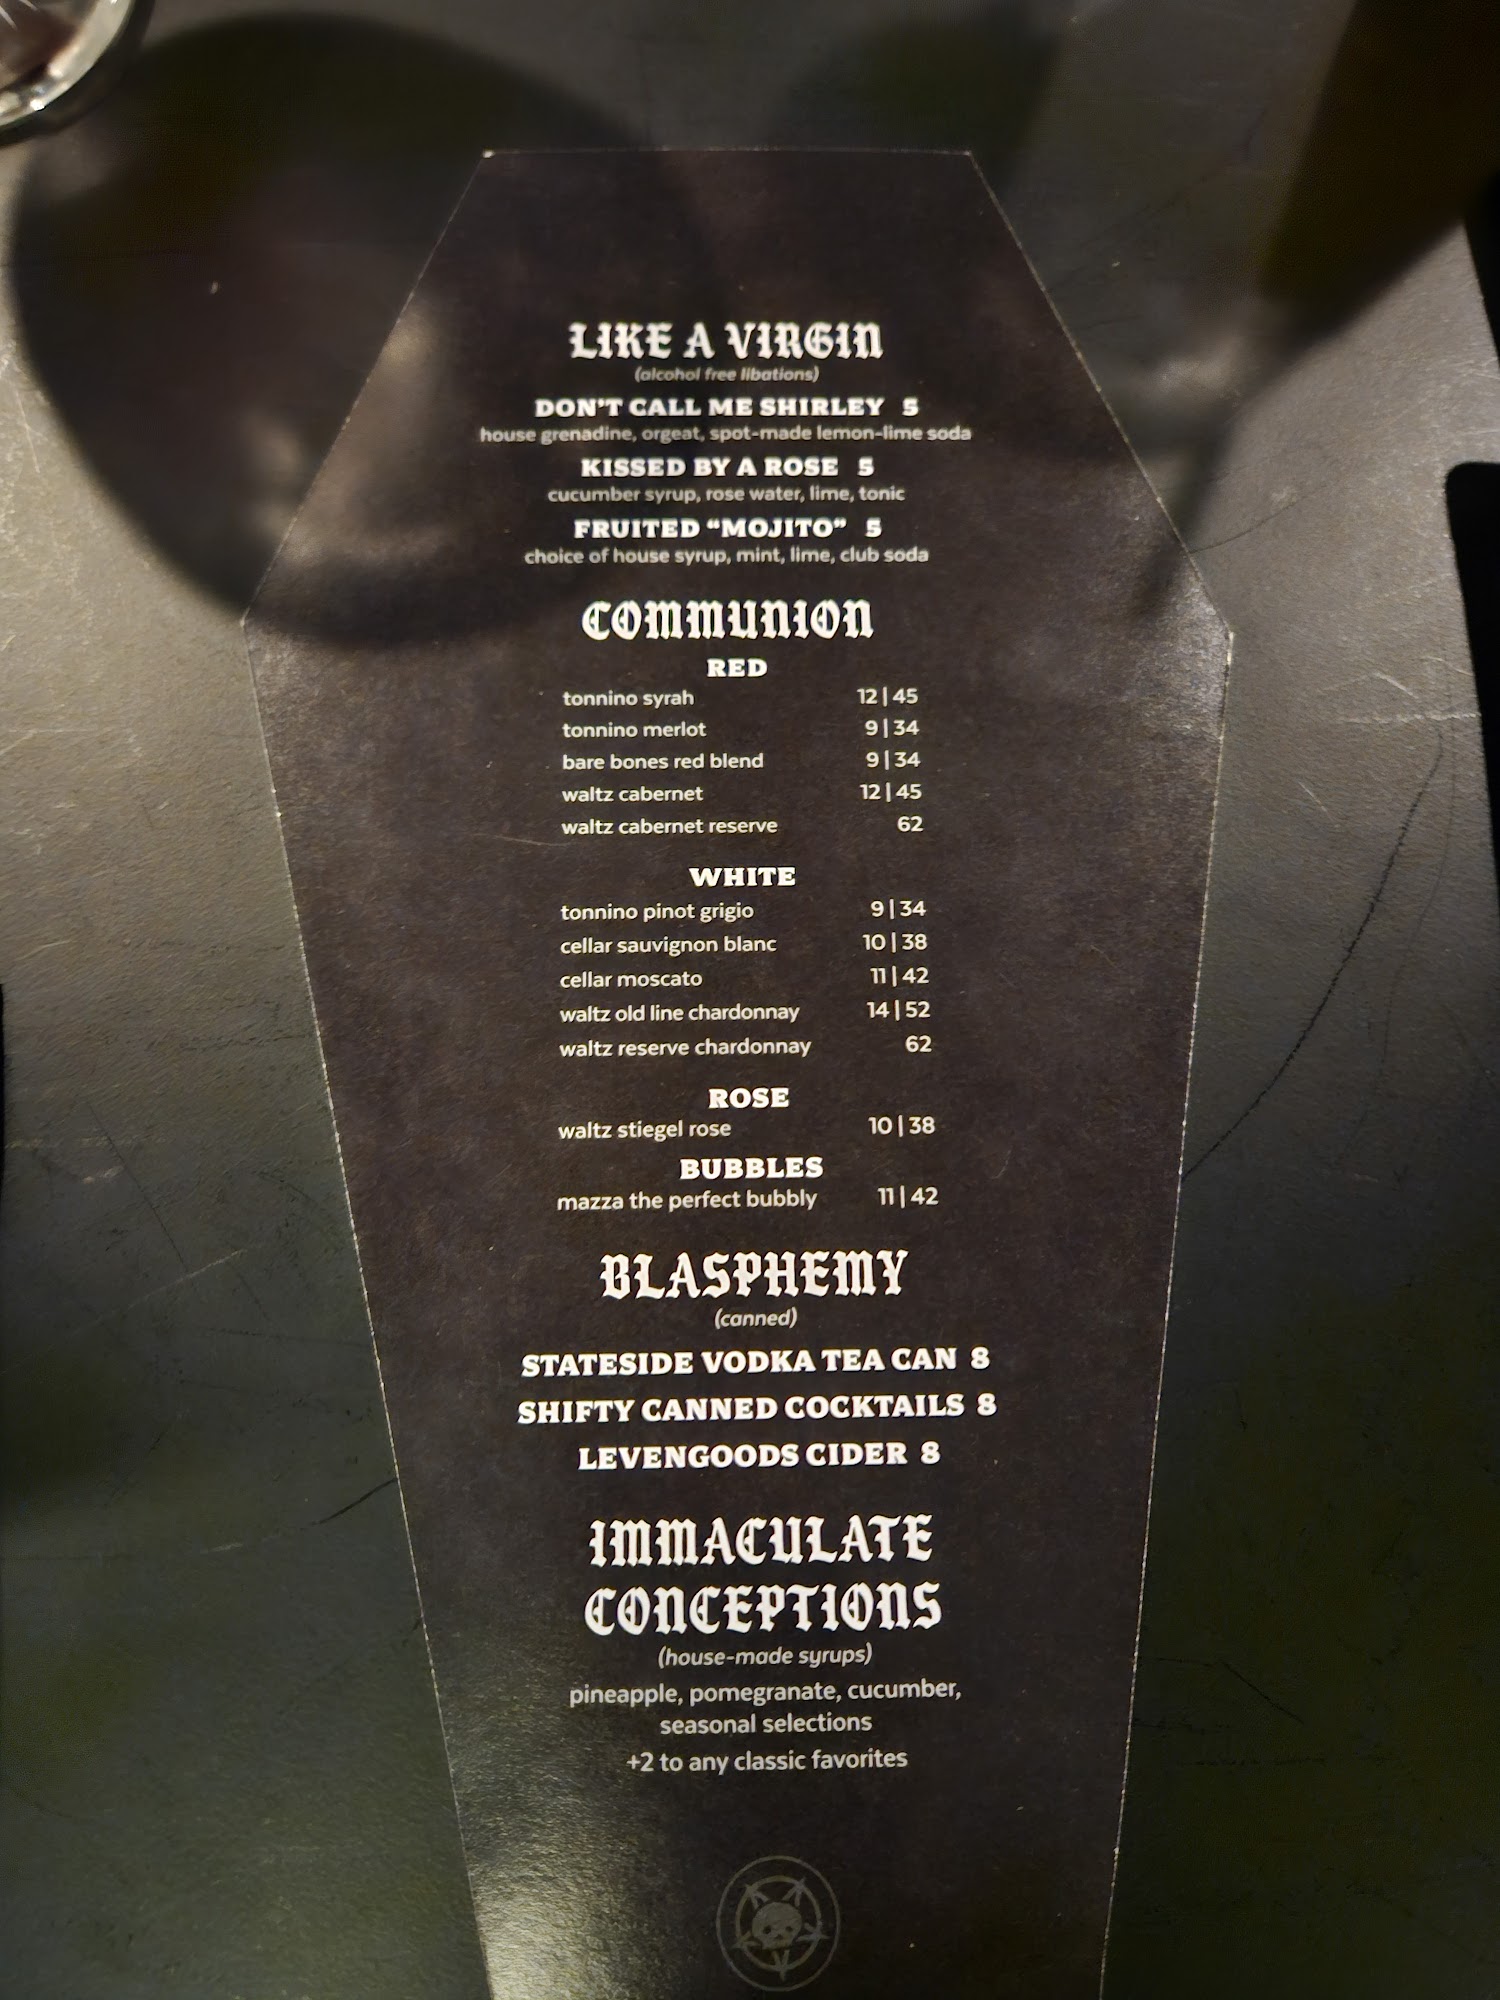 LIKE A VIRGIN
(alcohol free libations)
DON'T CALL ME SHIRLEY 5
house grenadine, orgeat, spot-made lemon-lime soda
KISSED BY A ROSE 5
cucumber syrup, rose water, lime, tonic
FRUITED “MOJITO” 5
choice of house syrup, mint, lime, club soda
COMMUNION
RED
tonnino syrah 12 | 45
tonnino merlot 9 | 34
bare bones red blend 9 | 34
waltz cabernet 12 | 45
waltz cabernet reserve 62
WHITE
tonnino pinot grigio 9 | 34
cellar sauvignon blanc 10 | 38
cellar moscato 11 | 42
waltz old line chardonnay 14 | 52
waltz reserve chardonnay 62
ROSE
waltz stiegel rose 10 | 38
BUBBLES
mazza the perfect bubbly 11 | 42
BLASPHEMY
(canned)
STATESIDE VODKA TEA CAN 8
SHIFTY CANNED COCKTAILS 8
LEVENGOODS CIDER 8
IMMACULATE
CONCEPTIONS
(house-made syrups)
pineapple, pomegranate, cucumber,
seasonal selections
+2 to any classic favorites